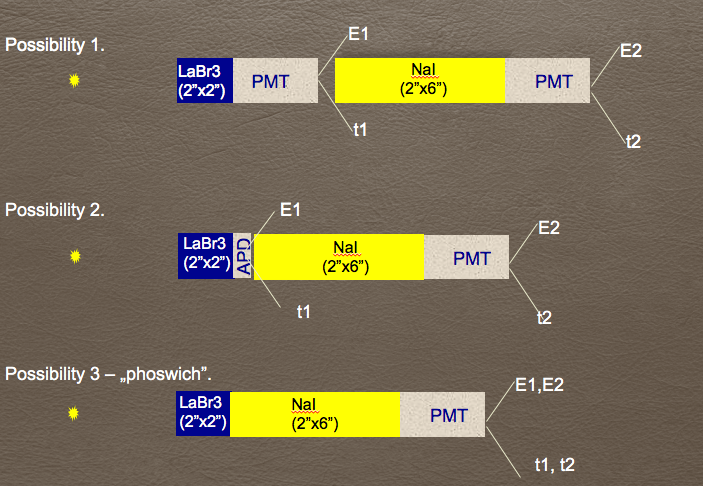 Possibility 1.
E1
LaBr3
(2”x2”)
PMT
t1
NaI
(2”x6”)
PMT
E2
t2
Possibility 2.
E1
LaBr3
(2”x2”)
APD
t1
NaI
(2”x6”)
PMT
E2
t2
Possibility 3 – „phoswich”.
LaBr3
(2”x2”)
NaI
(2”x6”)
PMT
E1,E2
t1, t2